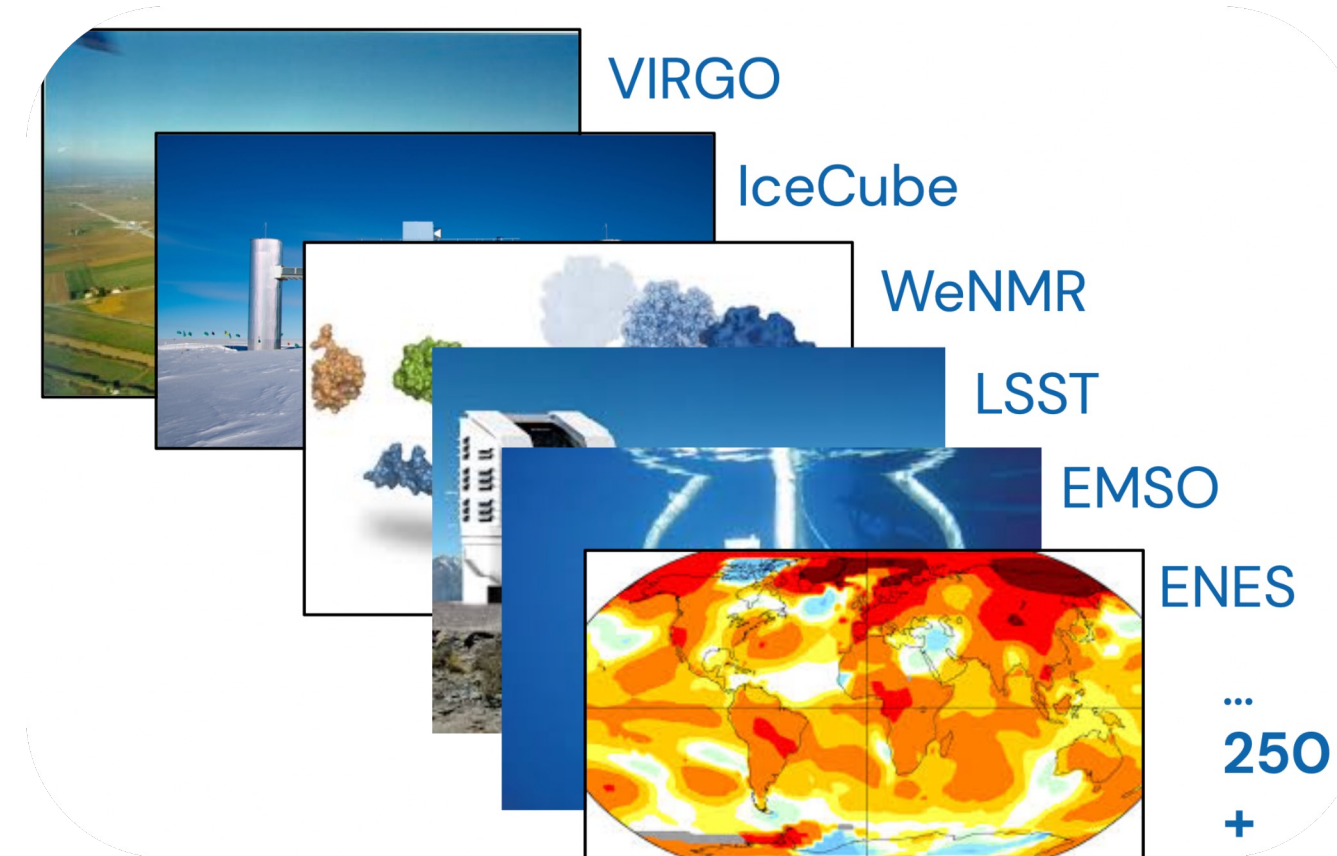 VIRGO
IceCube
WeNMR
LSST
EMSO
ENES
...
250
+